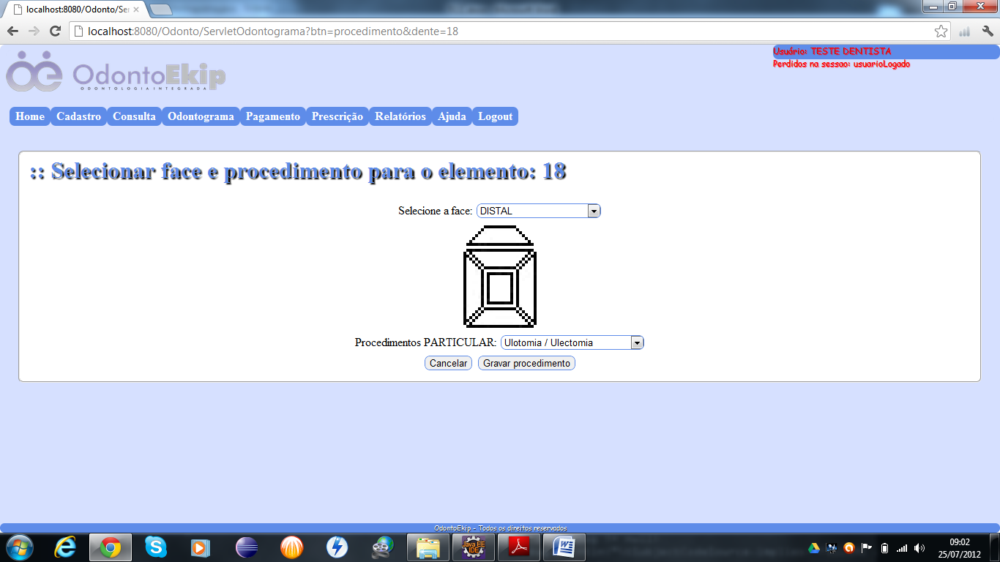 localhost:8080/Odonto/Ser
localhost:8080/Odonto/ServletOdontograma?btn=procedimento&dente=18
Usuário: TESTE DENTISTA
Perdidos na sessao: usuarioLogado
OdontoEkip
ODONTOLOGIAINTEGRADA
Home Cadastro Consulta Odontograma Pagamento Prescrição Relatórios Ajuda Logout
:: Selecionar face e procedimento para o elemento: 18
Selecione a face: DISTAL
Procedimentos PARTICULAR: Ulotomia / Ulectomia
Cancelar Gravar procedimento
OdontoEkip - Todos os direitos reservados
Java EE
IDE
09:02
25/07/2012